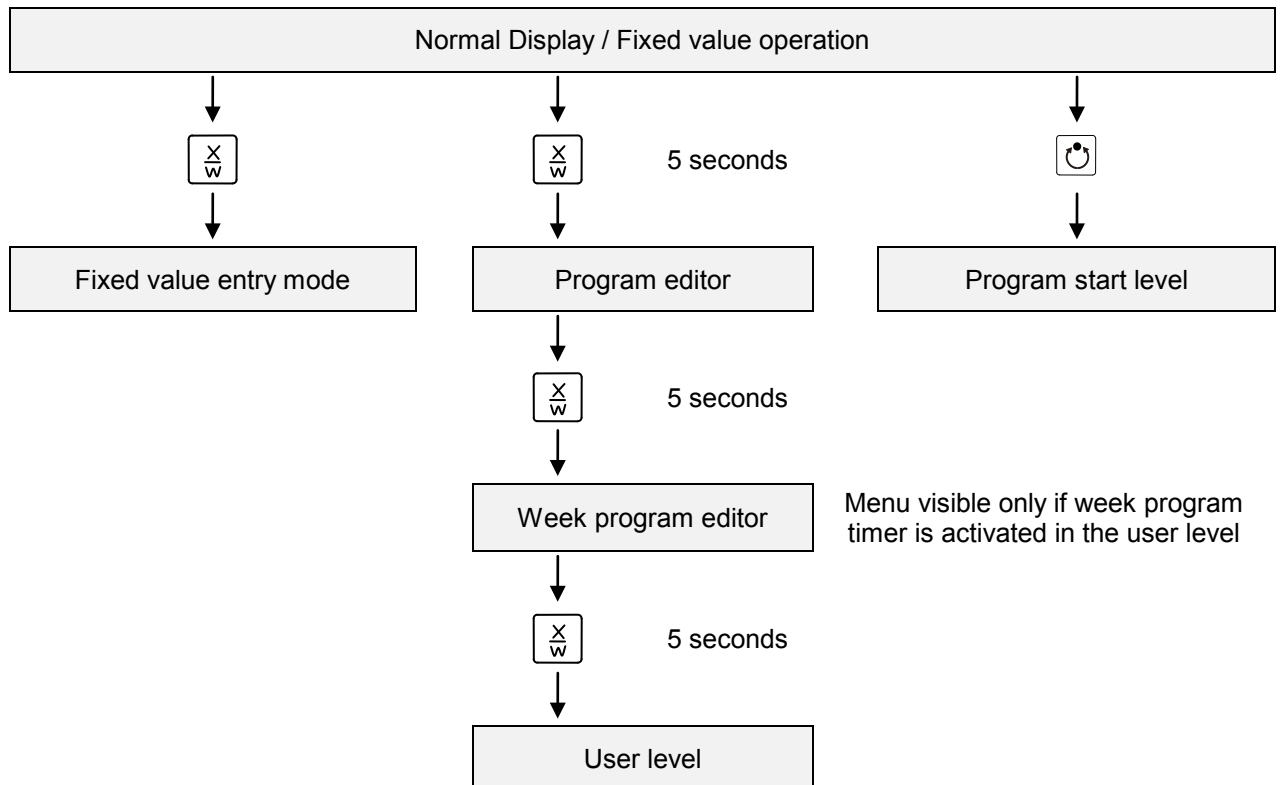 Normal Display / Fixed value operation
X
W
X
W
5 seconds
Fixed value entry mode
Program editor
Program start level
X
W
5 seconds
Week program editor
Menu visible only if week program
timer is activated in the user level
X
W
5 seconds
User level